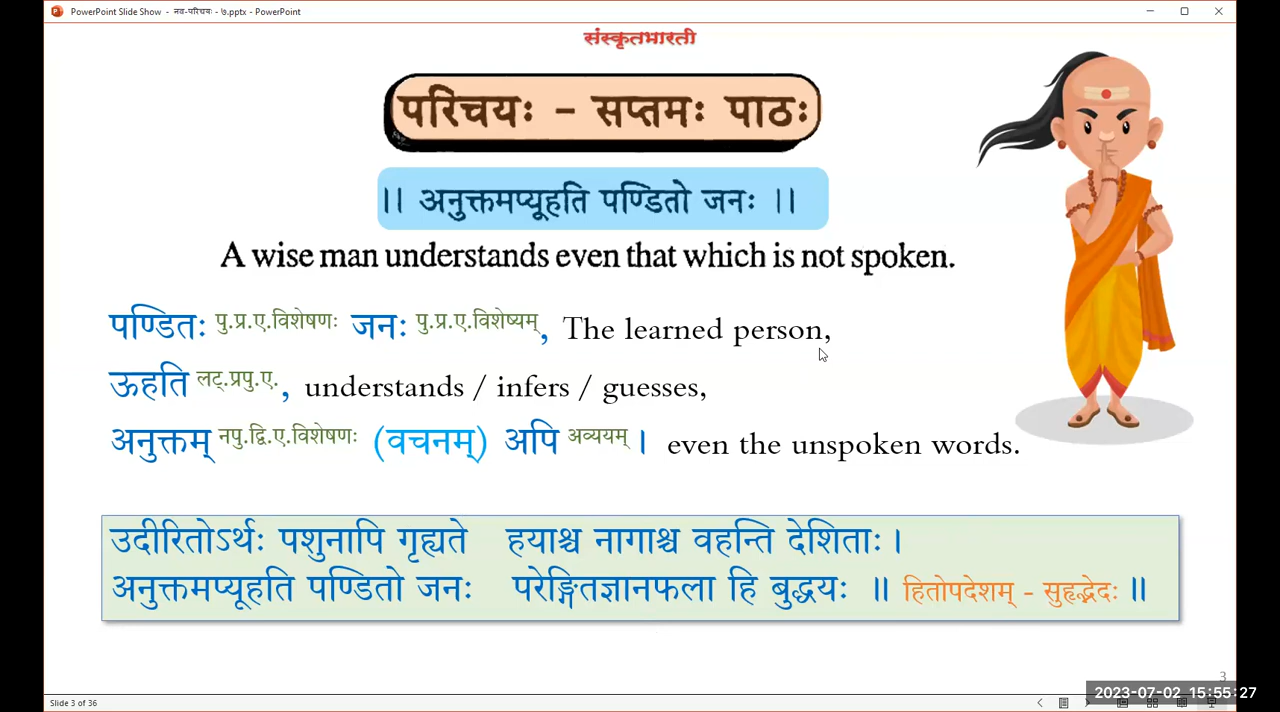 PowerPoint Slide Show - नव-परिचयः - ७.pptx - PowerPoint
संस्कृतभारती
परिचयः - सप्तमः पाठः
।। अनुक्तमप्यूहति पण्डितो जनः ।।
A wise man understands even that which is not spoken.
पण्डितः पु.प्र.ए.विशेषणः जनः पु.प्र.ए.विशेष्यम्, The learned person,
ऊहति लट्.प्रपु.ए., understands / infers / guesses,
अनुक्तम् नपु.द्वि.ए.विशेषणः (वचनम्) अपि अव्ययम् । even the unspoken words.
उदीरितोऽर्थः पशुनापि गृह्यते हयाश्च नागाश्च वहन्ति देशिताः ।
अनुक्तमप्यूहति पण्डितो जनः परेङ्गितज्ञानफला हि बुद्धयः ॥ हितोपदेशम् - सुहृद्भेदः ॥
3
2023-07-02 15:55:27
Slide 3 of 36